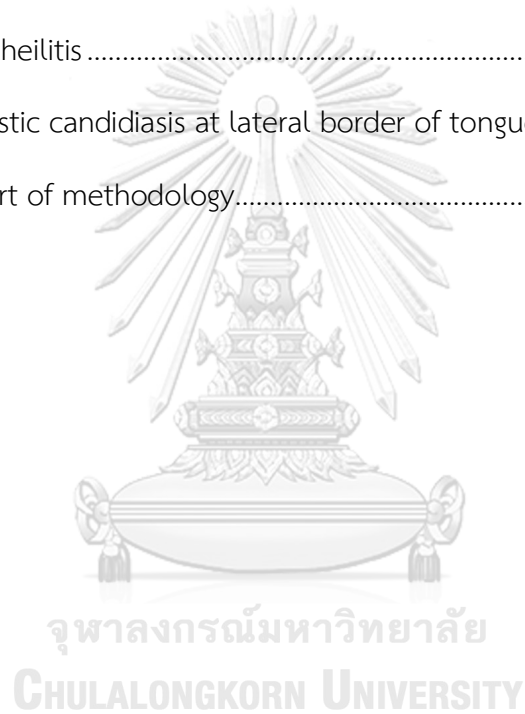 heilitis ........................................................................
stic candidiasis at lateral border of tongue
rt of methodology..................................................
จุฬาลงกรณ์มหาวิทยาลัย
CHULALONGKORN UNIVERSITY